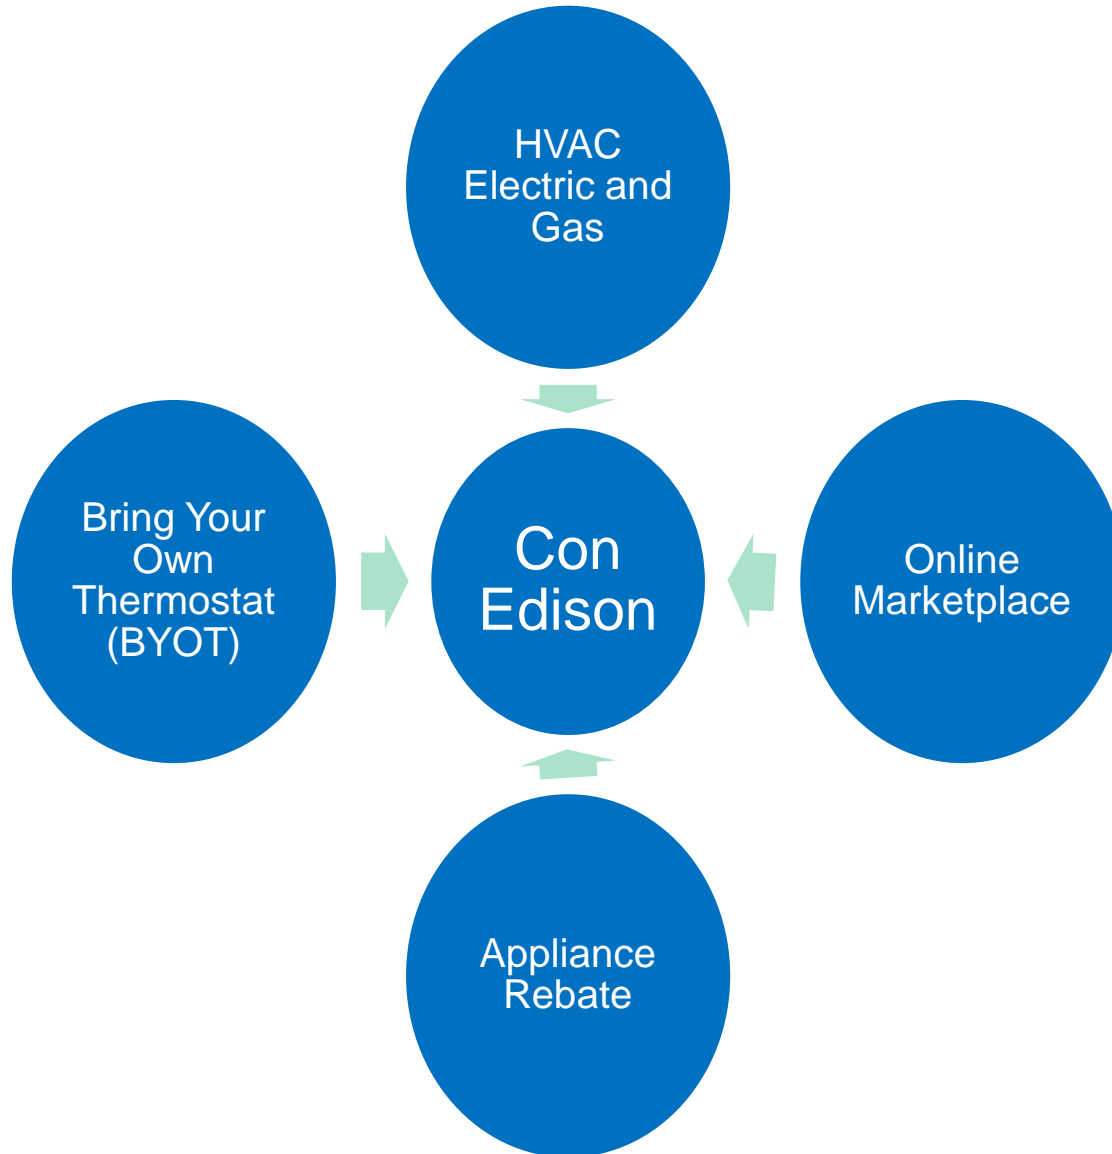 HVAC
Electric and
Gas
Bring Your
Own
Thermostat
(BYOT)
Con
Edison
Online
Marketplace
Appliance
Rebate